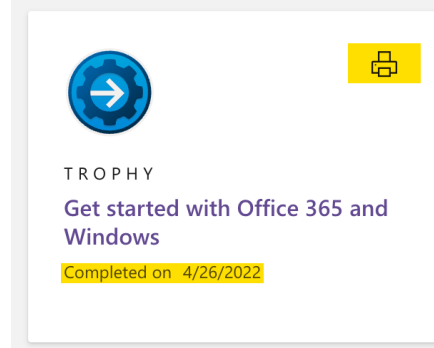 TROPHY
Get started with Office 365 and
Windows
Completed on 4/26/2022